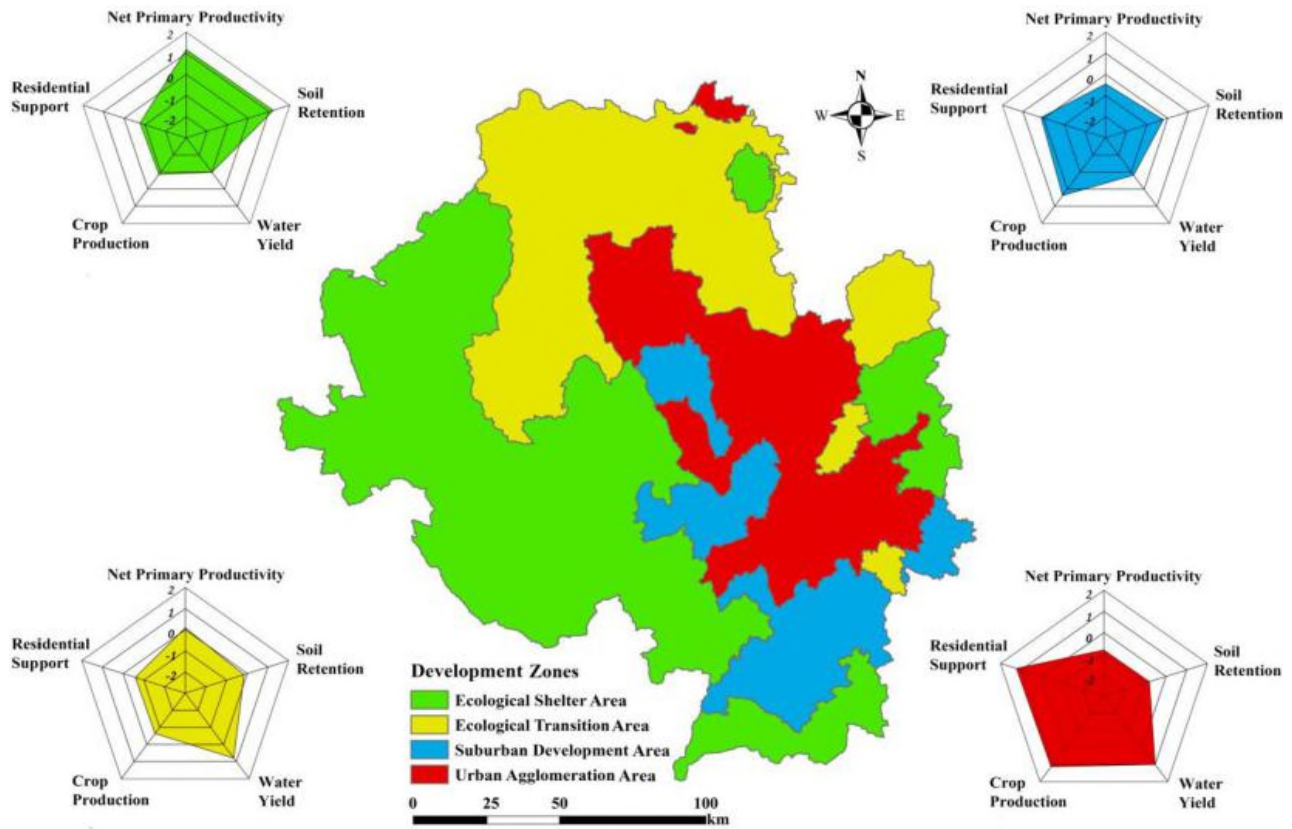 Net Primary Productivity
2
1
0
-1
-2
Residential
Support
Soil
Retention
Crop
Production
Water
Yield
Net Primary Productivity
2
1
0
-1
-2
Residential
Support
Soil
Retention
Crop
Production
Water
Yield
N
W E
S
Net Primary Productivity
2
1
0
-1
-2
Residential
Support
Soil
Retention
Crop
Production
Water
Yield
Development Zones
Ecological Shelter Area
Ecological Transition Area
Suburban Development Area
Urban Agglomeration Area
0 25 50 100
km
Net Primary Productivity
2
1
0
-1
-2
Residential
Support
Soil
Retention
Crop
Production
Water
Yield